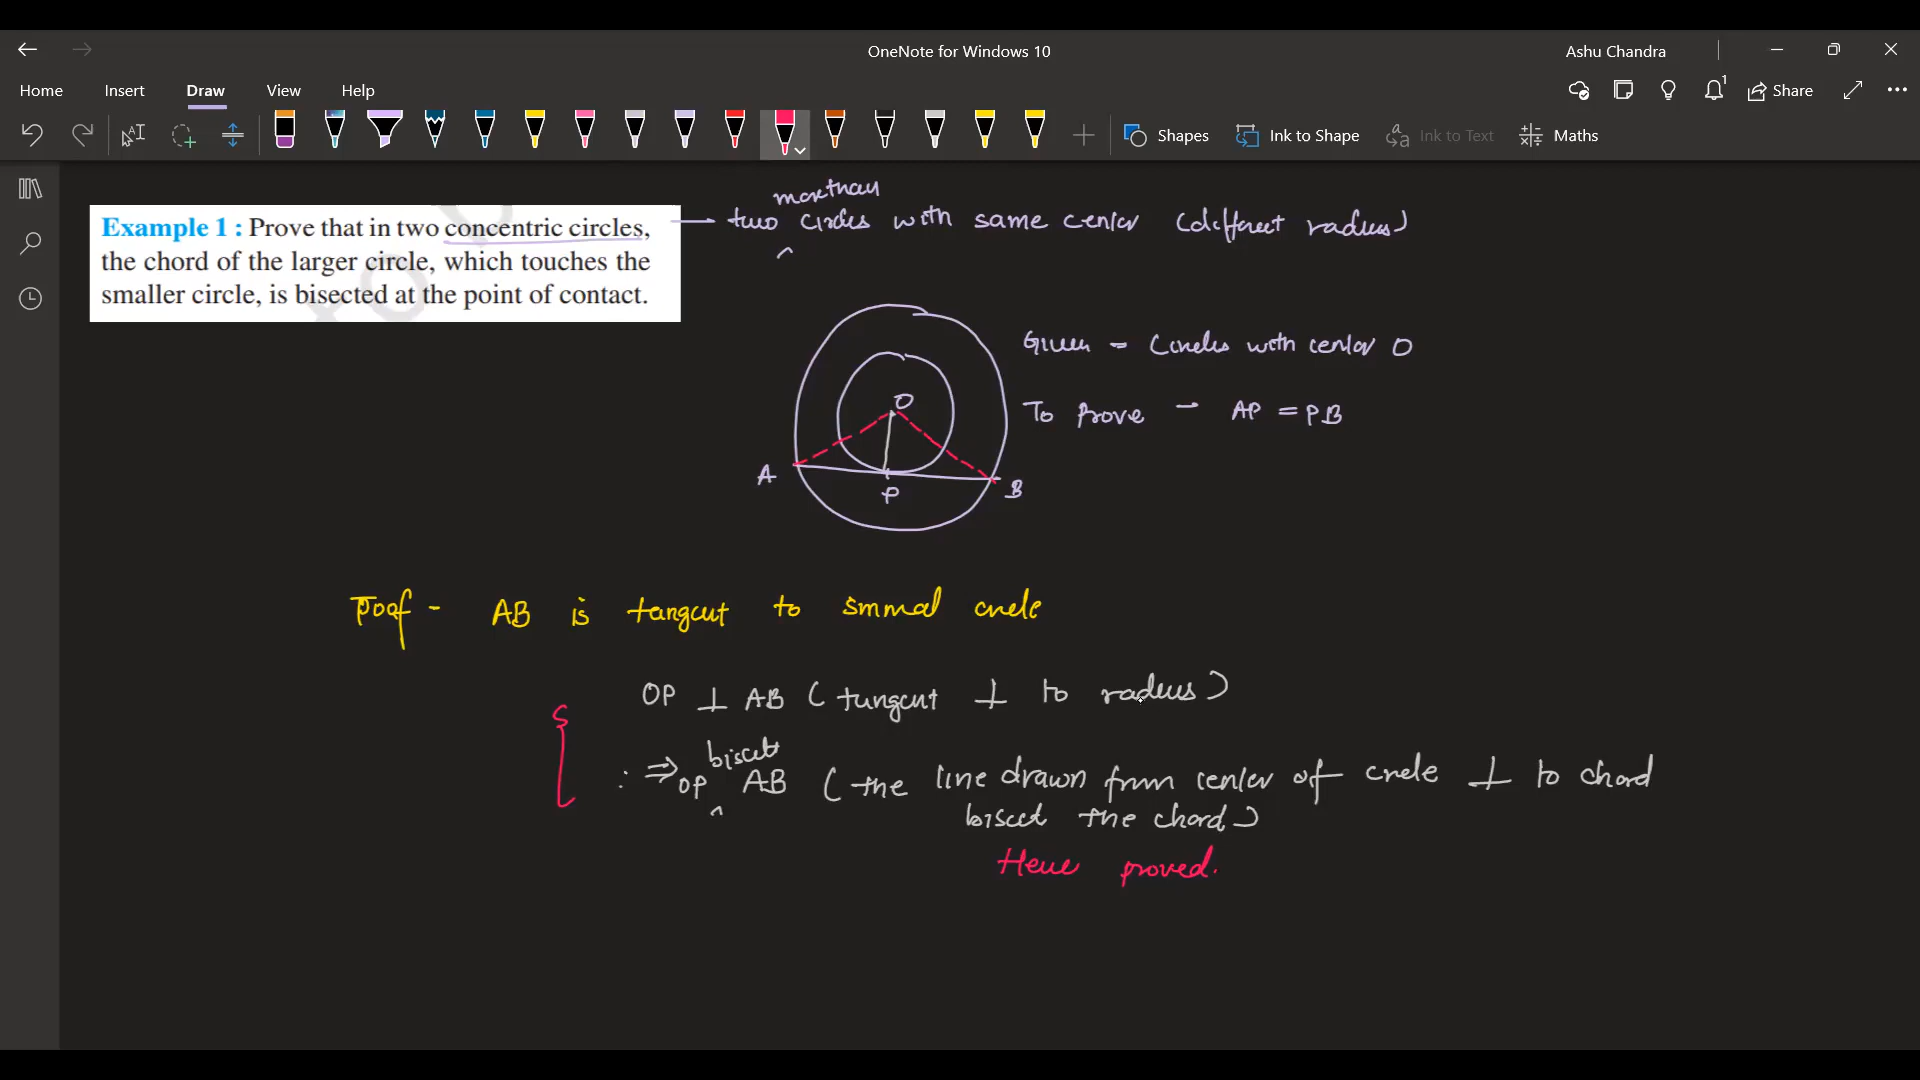 OneNote for Windows 10
Ashu Chandra
Home Insert Draw View Help
1
Share
Shapes
Ink to Shape
Ink to Text
Maths
more than
Example 1 : Prove that in two concentric circles,
the chord of the larger circle, which touches the
smaller circle, is bisected at the point of contact.
two ^ circles with same center (different radius)
Given - Circles with center O
To Prove - AP = PB
O
A
P
B
Proof - AB is tangent to smmal circle
OP ⊥ AB (tangent ⊥ to radius)
bisect
∴ ⇒ OP ^ AB (the line drawn from center of circle ⊥ to chord
bisect the chord)
Hence proved.